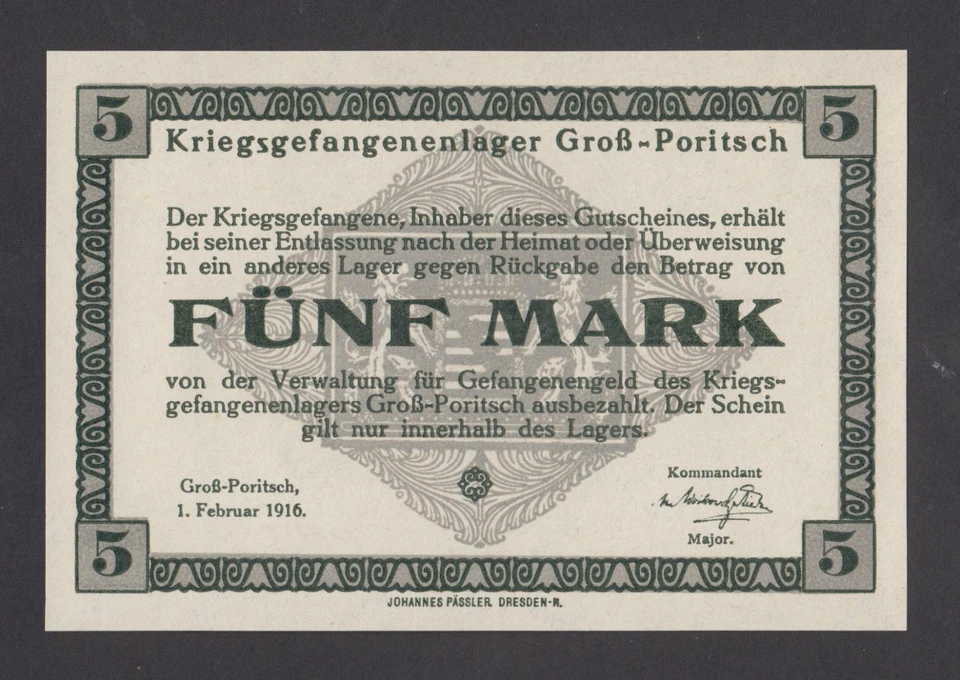 5 5
Kriegsgefangenenlager Groß-Poritsch
Der Kriegsgefangene, Inhaber dieses Gutscheines, erhält
bei seiner Entlassung nach der Heimat oder Überweisung
in ein anderes Lager gegen Rückgabe den Betrag von
FÜNF MARK
von der Verwaltung für Gefangenengeld des Kriegs-
gefangenenlagers Groß-Poritsch ausbezahlt. Der Schein
gilt nur innerhalb des Lagers.
Groß-Poritsch,
1. Februar 1916.
Kommandant
Major.
5 5
JOHANNES PÄSSLER, DRESDEN-N.